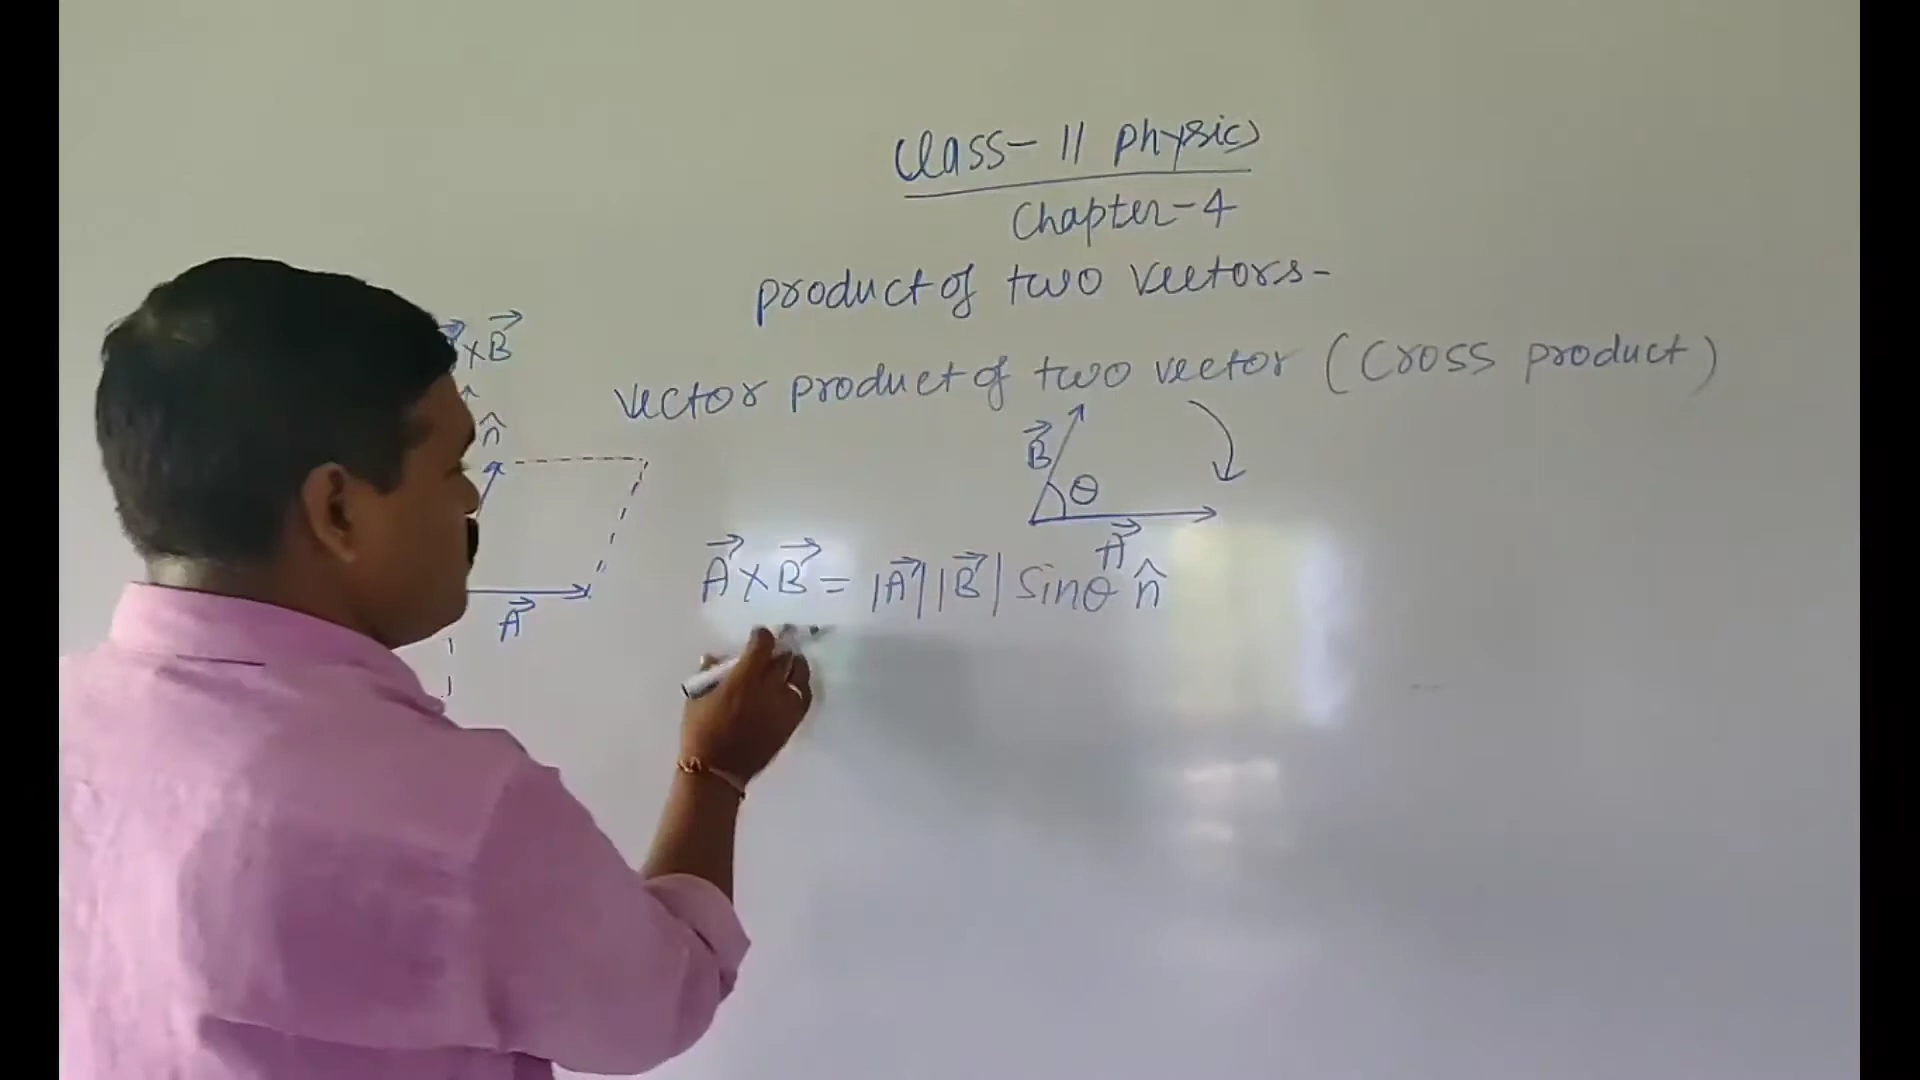 Class-11 Physics
Chapter-4
product of two vectors-
vector product of two vector (cross product)
×B⃗
n̂
A⃗
B⃗
θ
A⃗
A⃗×B⃗ = |A⃗||B⃗| Sinθ n̂